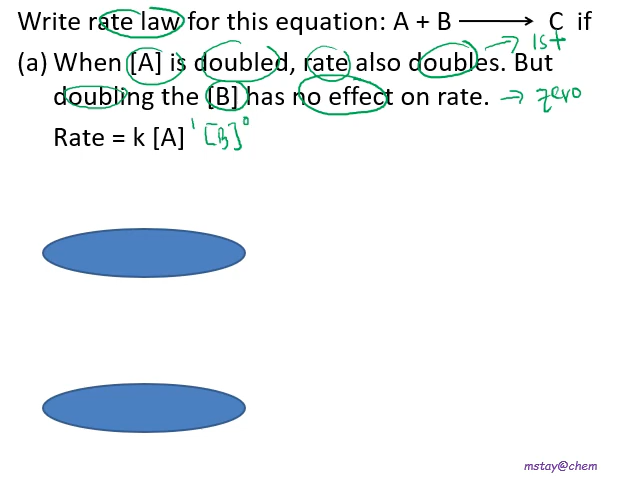 Write rate law for this equation: A + B ⟶ C if
→ 1st
(a) When [A] is doubled, rate also doubles. But
doubling the [B] has no effect on rate. → zero
Rate = k [A]¹ [B]⁰
mstay@chem